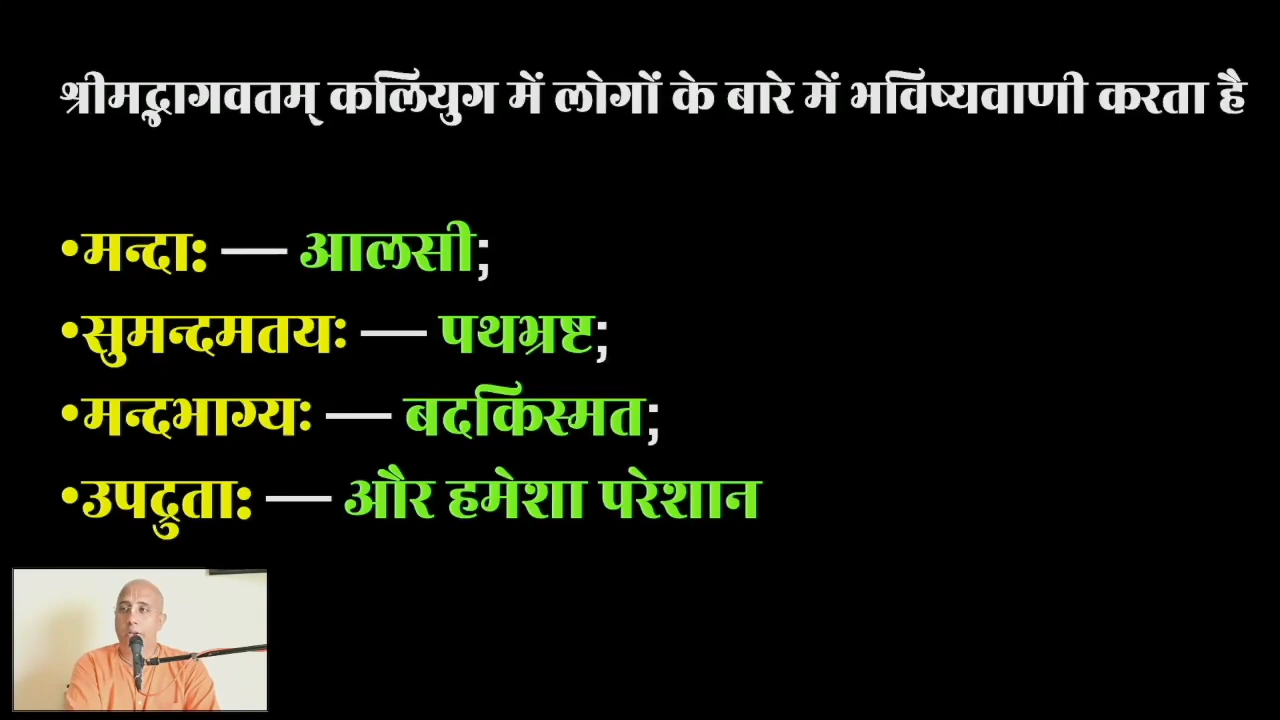 श्रीमद्भागवतम् कलियुग में लोगों के बारे में भविष्यवाणी करता है
•मन्दाः — आलसी;
•सुमन्दमतयः — पथभ्रष्ट;
•मन्दभाग्यः — बदकिस्मत;
•उपद्रुताः — और हमेशा परेशान